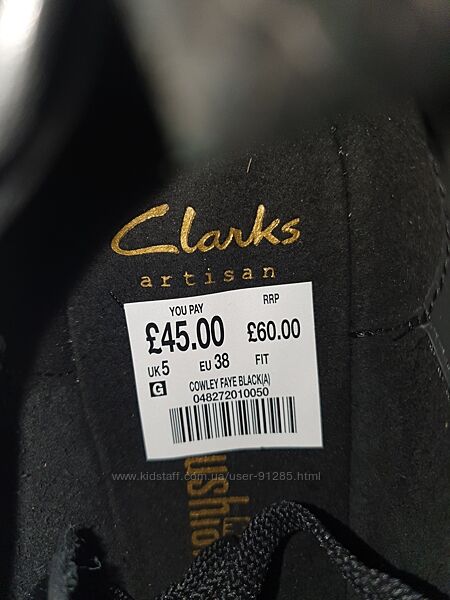 Clarks
artisan
YOU PAY RRP
£45.00 £60.00
UK 5 EU 38 FIT
G COWLEY FAYE BLACK(A)
048272010050
www.kidstaff.com.ua/user-91285.html